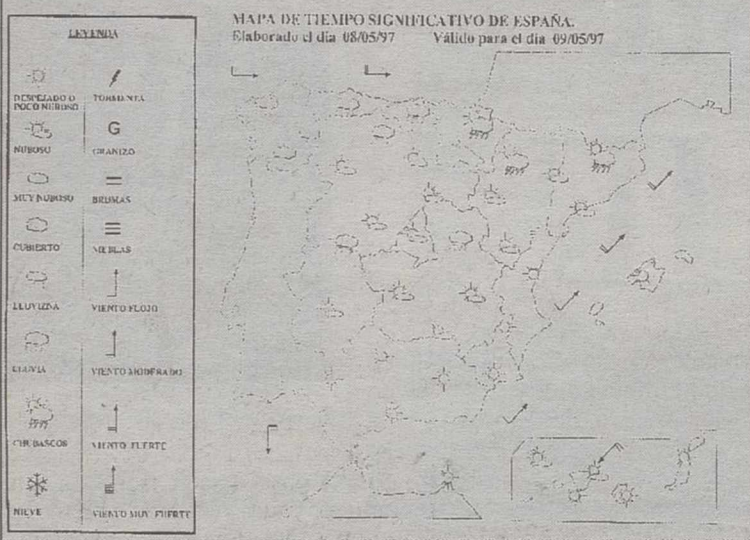 MAPA DE TIEMPO SIGNIFICATIVO DE ESPAÑA.
Elaborado el día 08/05/97 Válido para el día 09/05/97
LEYENDA
DESPEJADO O
POCO NUBOSO
TORMENTA
NUBOSO
G
GRANIZO
MUY NUBOSO
BRUMAS
CUBIERTO
NIEBLAS
LLOVIZNA
VIENTO FLOJO
LLUVIA
VIENTO MODERADO
CHUBASCOS
VIENTO FUERTE
NIEVE
VIENTO MUY FUERTE